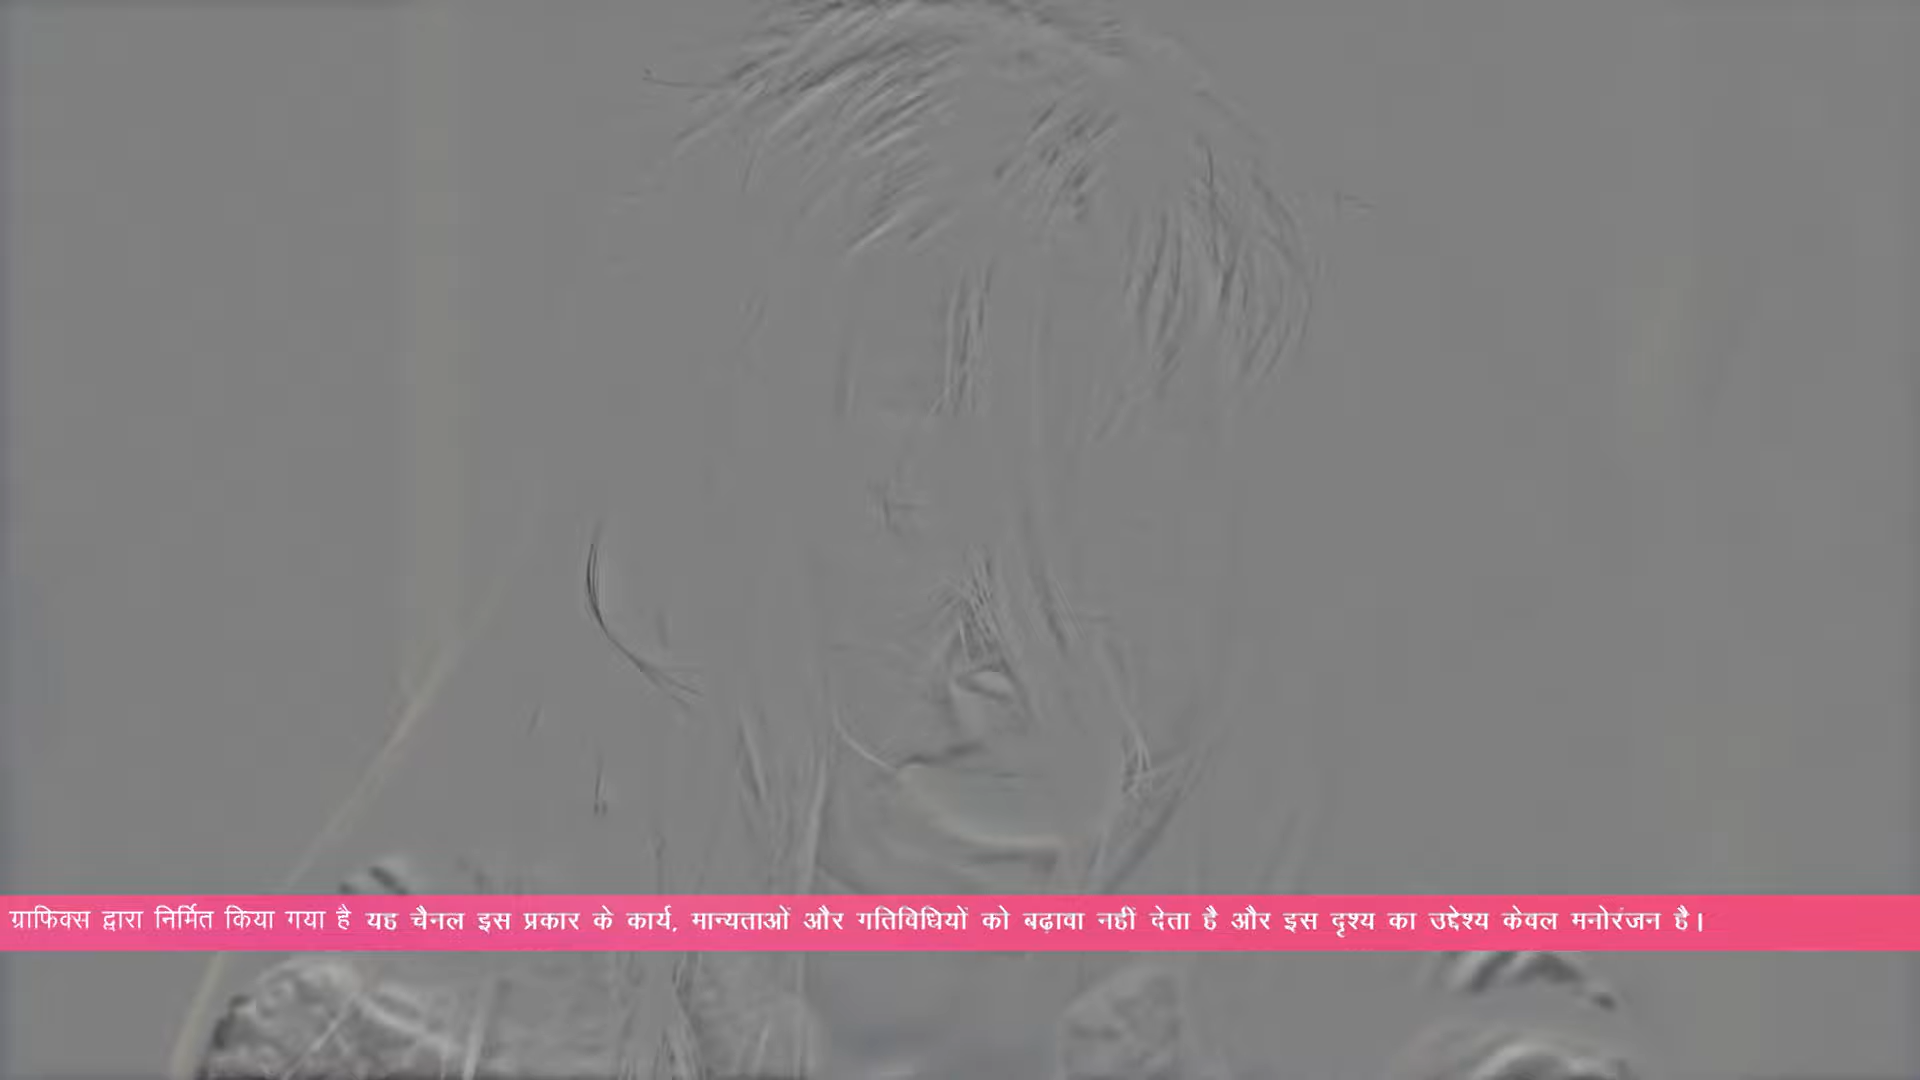 ग्राफिक्स द्वारा निर्मित किया गया है यह चैनल इस प्रकार के कार्य, मान्यताओं और गतिविधियों को बढ़ावा नहीं देता है और इस दृश्य का उद्देश्य केवल मनोरंजन है।